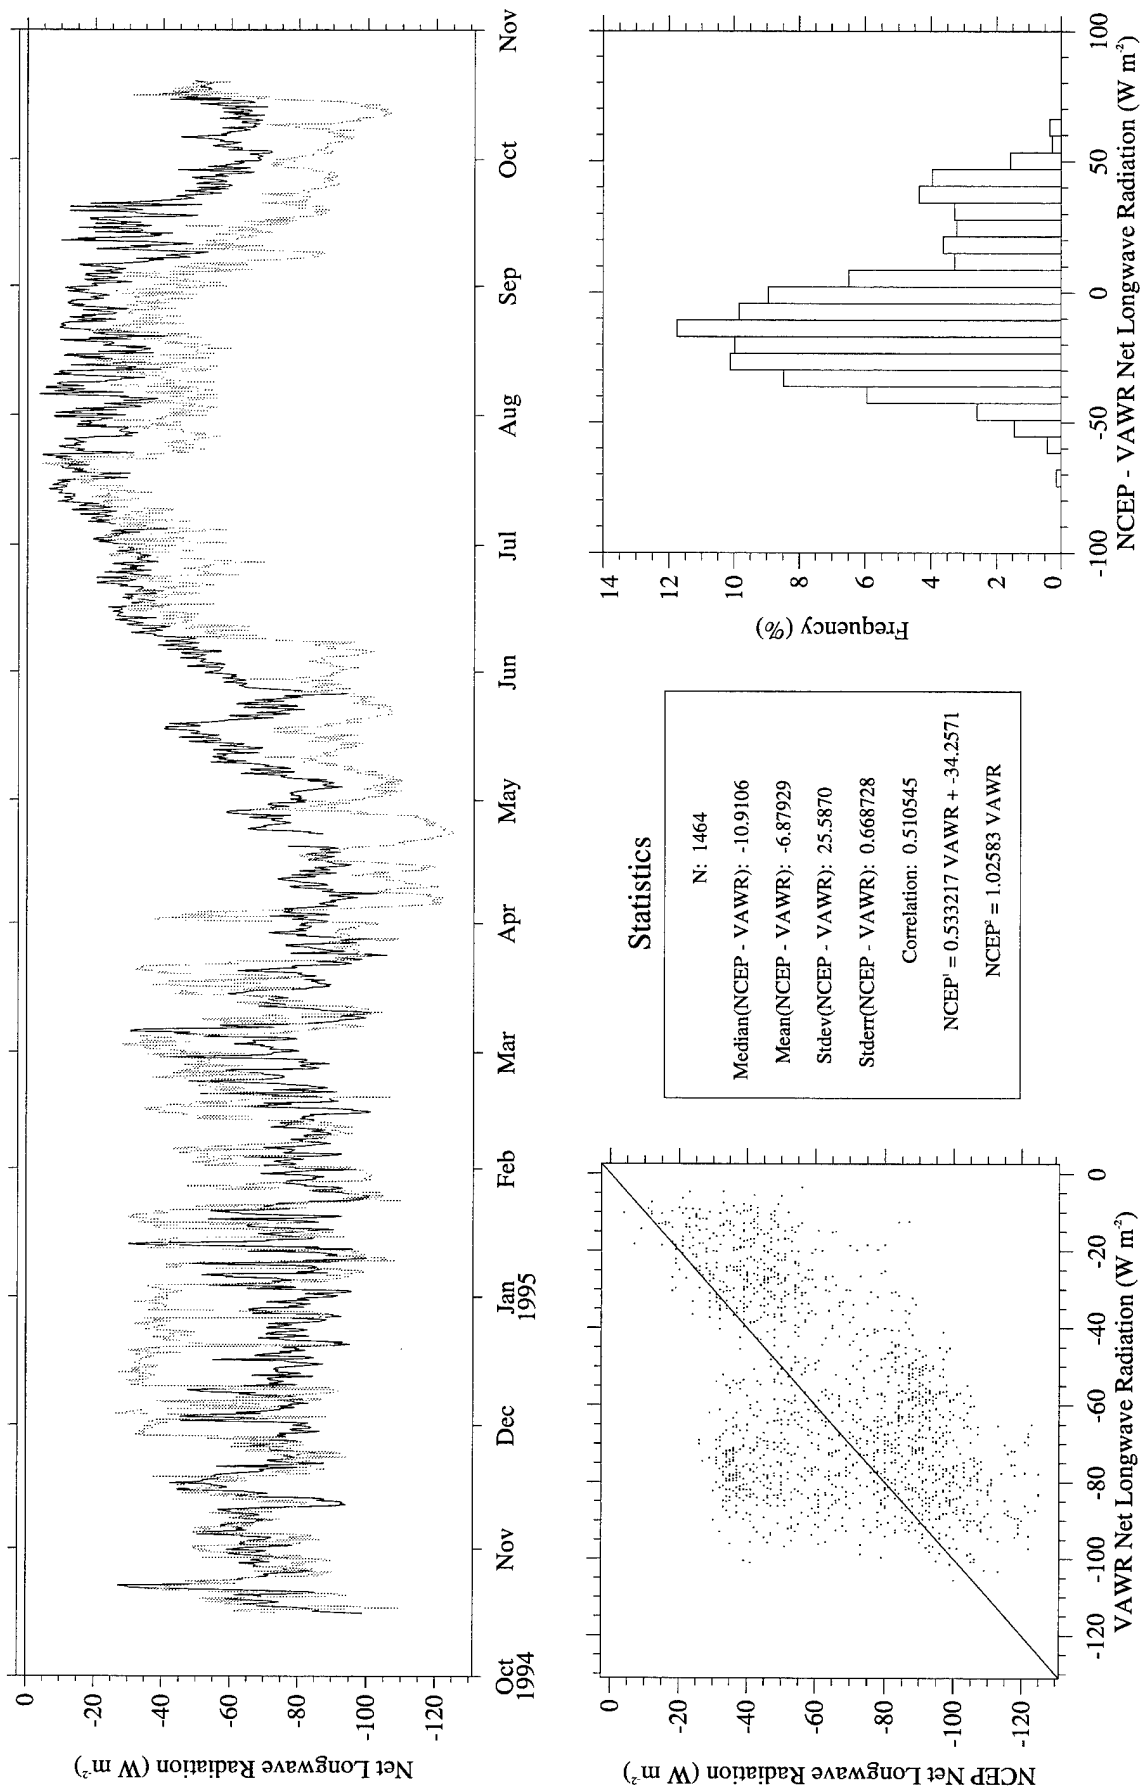 Net Longwave Radiation (W m⁻²)
0
-20
-40
-60
-80
-100
-120
Oct
1994
Nov
Dec
Jan
1995
Feb
Mar
Apr
May
Jun
Jul
Aug
Sep
Oct
Nov
NCEP Net Longwave Radiation (W m⁻²)
0
-20
-40
-60
-80
-100
-120
-120
-100
-80
-60
-40
-20
0
VAWR Net Longwave Radiation (W m⁻²)
Statistics
N: 1464
Median(NCEP - VAWR): -10.9106
Mean(NCEP - VAWR): -6.87929
Stdev(NCEP - VAWR): 25.5870
Stderr(NCEP - VAWR): 0.668728
Correlation: 0.510545
NCEP¹ = 0.533217 VAWR + -34.2571
NCEP² = 1.02583 VAWR
Frequency (%)
14
12
10
8
6
4
2
0
-100
-50
0
50
100
NCEP - VAWR Net Longwave Radiation (W m⁻²)